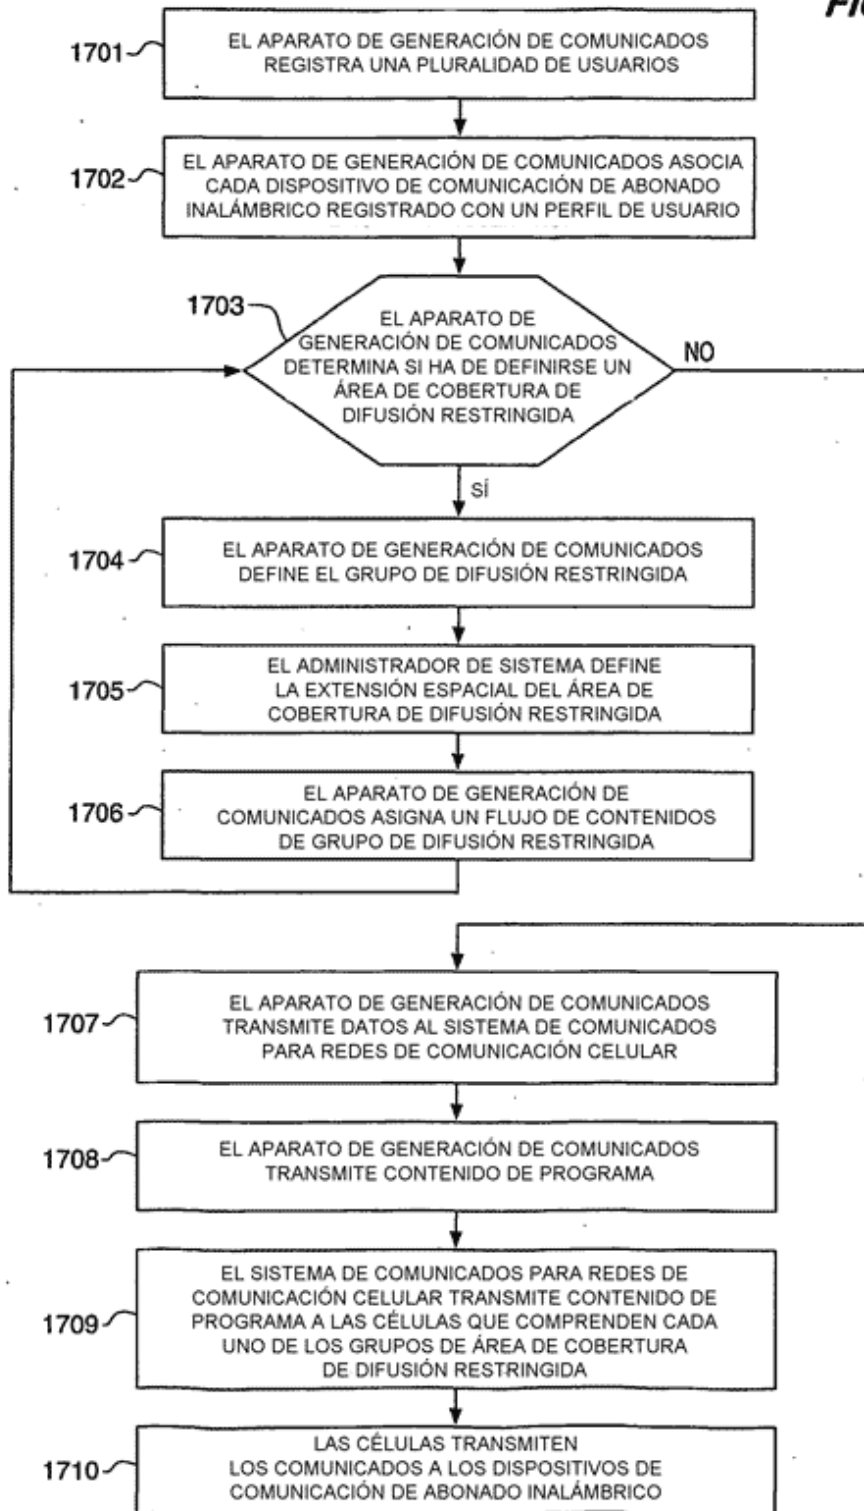 1701
EL APARATO DE GENERACIÓN DE COMUNICADOS
REGISTRA UNA PLURALIDAD DE USUARIOS
1702
EL APARATO DE GENERACIÓN DE COMUNICADOS ASOCIA
CADA DISPOSITIVO DE COMUNICACIÓN DE ABONADO
INALÁMBRICO REGISTRADO CON UN PERFIL DE USUARIO
1703
EL APARATO DE
GENERACIÓN DE COMUNICADOS
DETERMINA SI HA DE DEFINIRSE UN
ÁREA DE COBERTURA DE
DIFUSIÓN RESTRINGIDA
NO
SÍ
1704
EL APARATO DE GENERACIÓN DE COMUNICADOS
DEFINE EL GRUPO DE DIFUSIÓN RESTRINGIDA
1705
EL ADMINISTRADOR DE SISTEMA DEFINE
LA EXTENSIÓN ESPACIAL DEL ÁREA DE
COBERTURA DE DIFUSIÓN RESTRINGIDA
1706
EL APARATO DE GENERACIÓN DE
COMUNICADOS ASIGNA UN FLUJO DE CONTENIDOS
DE GRUPO DE DIFUSIÓN RESTRINGIDA
1707
EL APARATO DE GENERACIÓN DE COMUNICADOS
TRANSMITE DATOS AL SISTEMA DE COMUNICADOS
PARA REDES DE COMUNICACIÓN CELULAR
1708
EL APARATO DE GENERACIÓN DE COMUNICADOS
TRANSMITE CONTENIDO DE PROGRAMA
1709
EL SISTEMA DE COMUNICADOS PARA REDES DE
COMUNICACIÓN CELULAR TRANSMITE CONTENIDO DE
PROGRAMA A LAS CÉLULAS QUE COMPRENDEN CADA
UNO DE LOS GRUPOS DE ÁREA DE COBERTURA
DE DIFUSIÓN RESTRINGIDA
1710
LAS CÉLULAS TRANSMITEN
LOS COMUNICADOS A LOS DISPOSITIVOS DE
COMUNICACIÓN DE ABONADO INALÁMBRICO